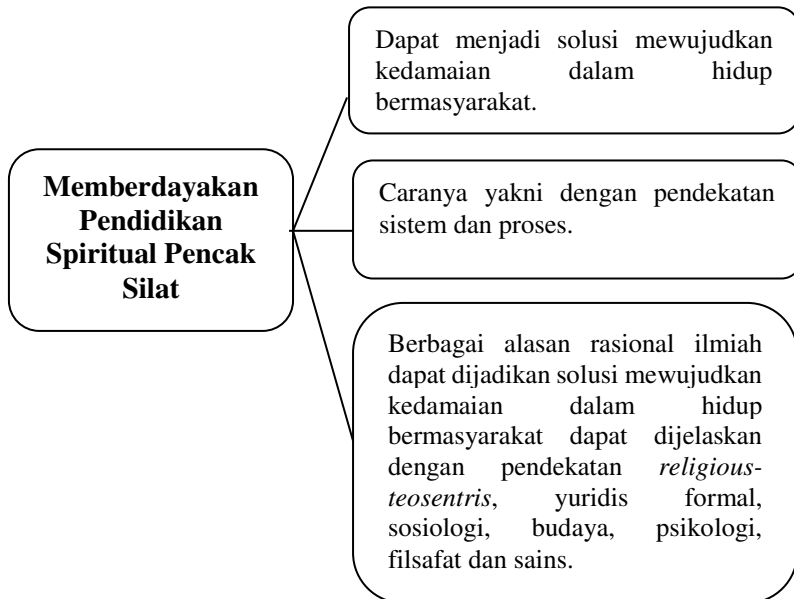 Dapat menjadi solusi mewujudkan
kedamaian dalam hidup
bermasyarakat.
Memberdayakan
Pendidikan
Spiritual Pencak
Silat
Caranya yakni dengan pendekatan
sistem dan proses.
Berbagai alasan rasional ilmiah
dapat dijadikan solusi mewujudkan
kedamaian dalam hidup
bermasyarakat dapat dijelaskan
dengan pendekatan religious-
teosentris, yuridis formal,
sosiologi, budaya, psikologi,
filsafat dan sains.